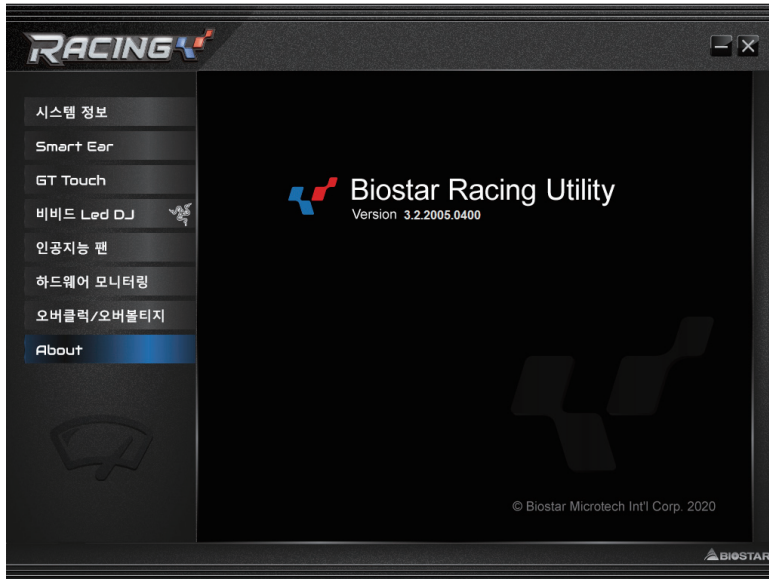 RACING
시스템 정보
Smart Ear
GT Touch
비비드 Led DJ
인공지능 팬
하드웨어 모니터링
오버클럭/오버볼티지
About
Biostar Racing Utility
Version 3.2.2005.0400
© Biostar Microtech Int'l Corp. 2020
BIOSTAR